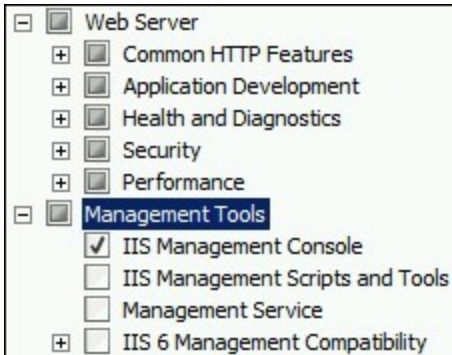 Web Server
Common HTTP Features
Application Development
Health and Diagnostics
Security
Performance
Management Tools
IIS Management Console
IIS Management Scripts and Tools
Management Service
IIS 6 Management Compatibility